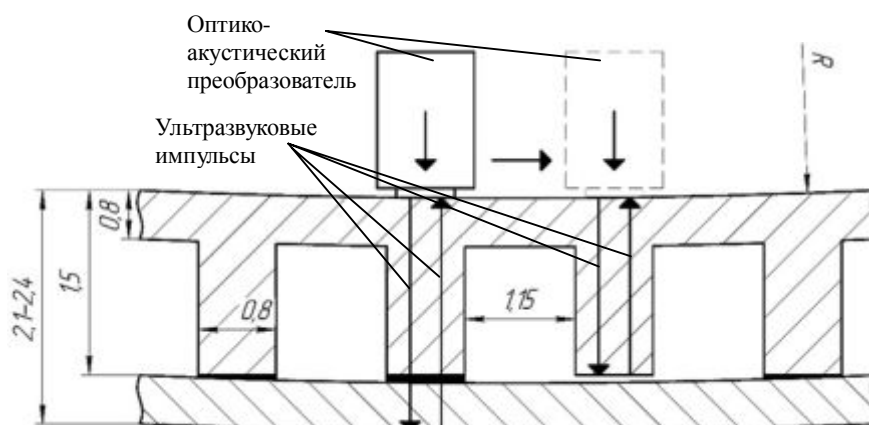 Оптико-
акустический
преобразователь
Ультразвуковые
импульсы
R
0,8
1,5
2,1–2,4
0,8
1,15